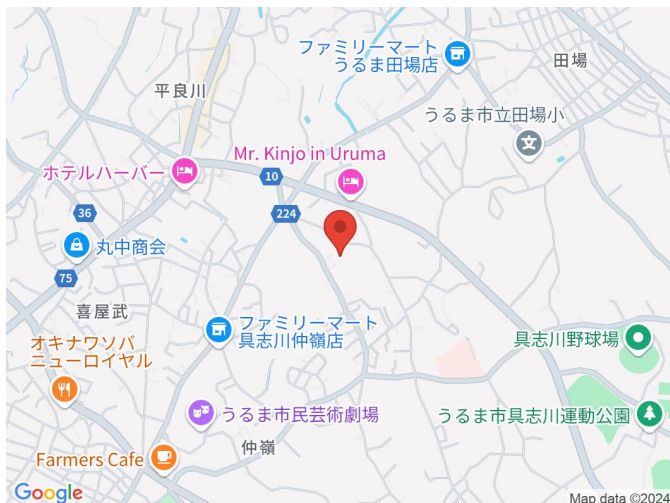 ファミリーマート
うるま田場店
田場
平良川
うるま市立田場小
文
Mr. Kinjo in Uruma
ホテルハーバー
10
36
224
丸中商会
75
喜屋武
ファミリーマート
具志川仲嶺店
具志川野球場
オキナワソバ
ニューロイヤル
うるま市民芸術劇場
うるま市具志川運動公園
仲嶺
Farmers Cafe
Google
Map data ©2024